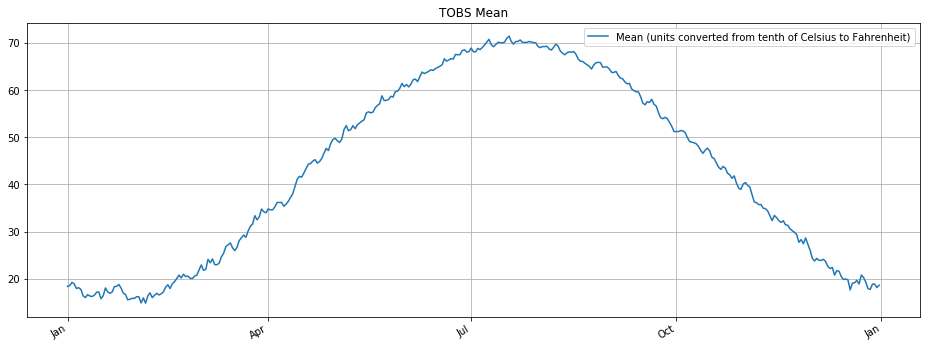 TOBS Mean
Mean (units converted from tenth of Celsius to Fahrenheit)
70
60
50
40
30
20
Jan
Apr
Jul
Oct
Jan